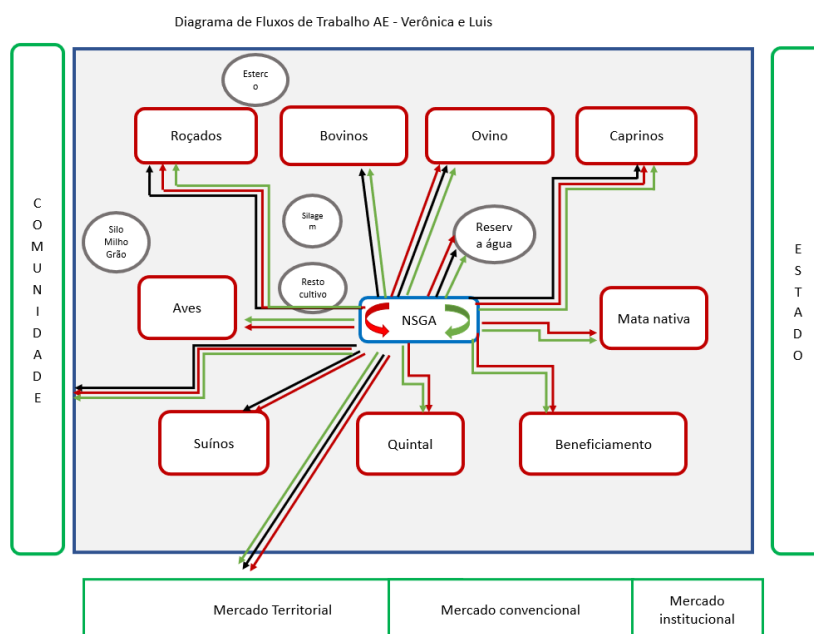 Diagrama de Fluxos de Trabalho AE - Verônica e Luis
Esterc
o
Roçados
Bovinos
Ovino
Caprinos
C
O
M
U
N
I
D
A
D
E
Silo
Milho
Grão
Silage
m
Reserv
a água
E
S
T
A
D
O
Resto
cultivo
Aves
NSGA
Mata nativa
Suínos
Quintal
Beneficiamento
Mercado Territorial
Mercado convencional
Mercado
institucional